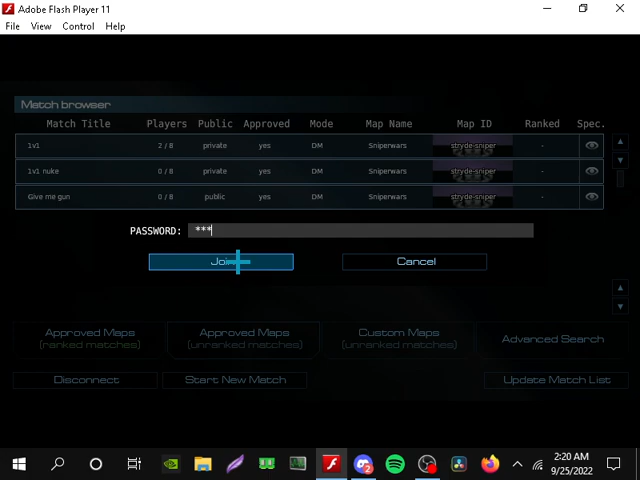 Adobe Flash Player 11
File View Control Help
Match browser
Match Title Players Public Approved Mode Map Name Map ID Ranked Spec.
1v1 2 / 8 private yes DM Sniperwars stryde-sniper -
1v1 nuke 0 / 8 private yes DM Sniperwars stryde-sniper -
Give me gun 0 / 8 public yes DM Sniperwars stryde-sniper -
PASSWORD: ***
Join Cancel
Approved Maps Approved Maps Custom Maps Advanced Search
(ranked matches) (unranked matches) (unranked matches)
Disconnect Start New Match Update Match List
2
2:20 AM
9/25/2022